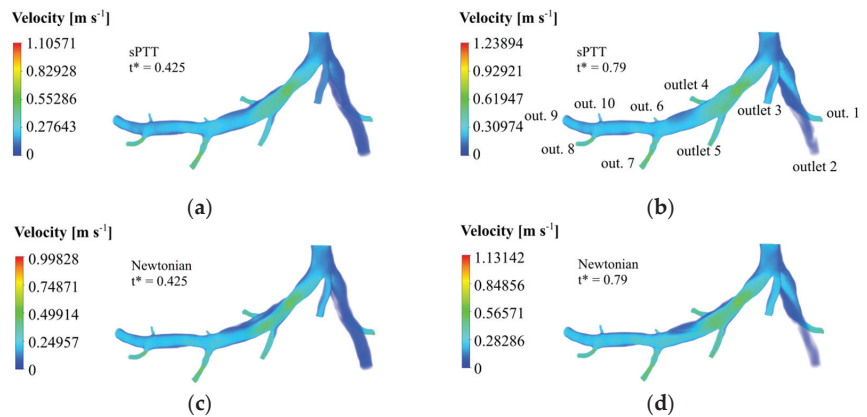 Velocity [m s-1]
1.10571
0.82928
0.55286
0.27643
0
sPTT
t* = 0.425
(a)
Velocity [m s-1]
1.23894
0.92921
0.61947
0.30974
0
sPTT
t* = 0.79
outlet 4
out. 9
out. 10
out. 6
outlet 3
out. 1
out. 8
out. 7
outlet 5
outlet 2
(b)
Velocity [m s-1]
0.99828
0.74871
0.49914
0.24957
0
Newtonian
t* = 0.425
(c)
Velocity [m s-1]
1.13142
0.84856
0.56571
0.28286
0
Newtonian
t* = 0.79
(d)